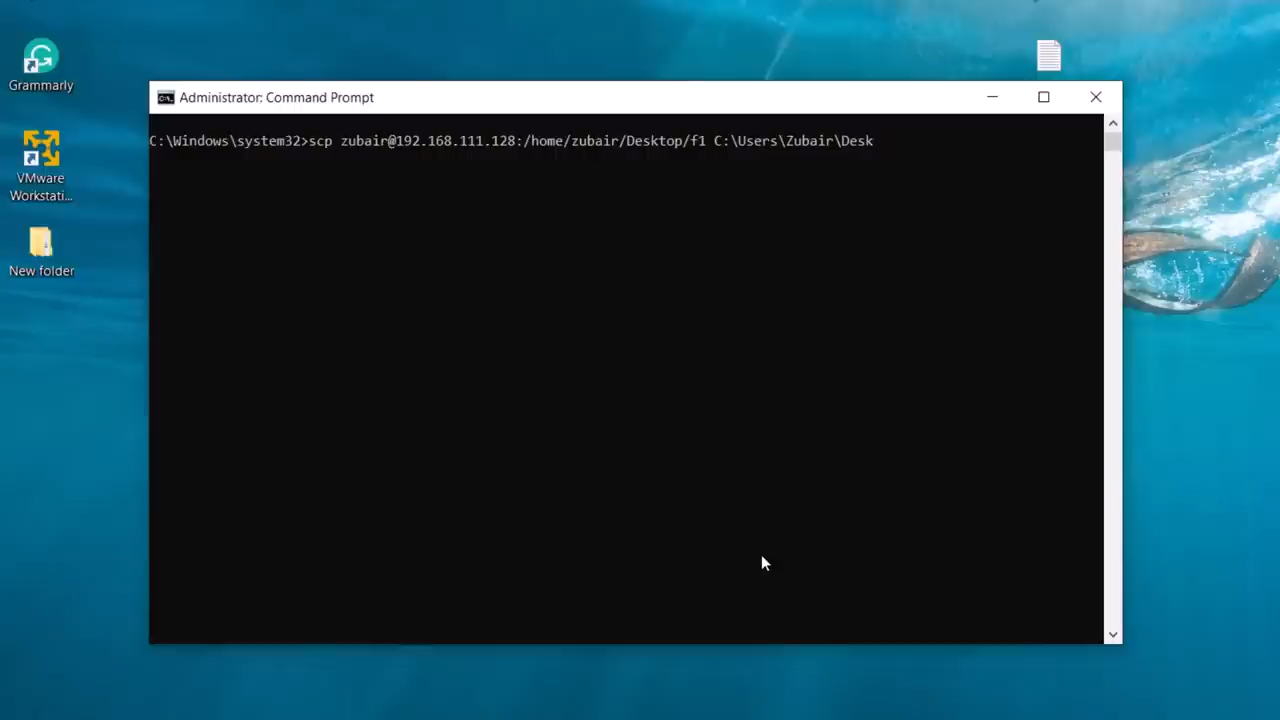 Grammarly
VMware
Workstati...
New folder
Administrator: Command Prompt
C:\Windows\system32>scp zubair@192.168.111.128:/home/zubair/Desktop/f1 C:\Users\Zubair\Desk